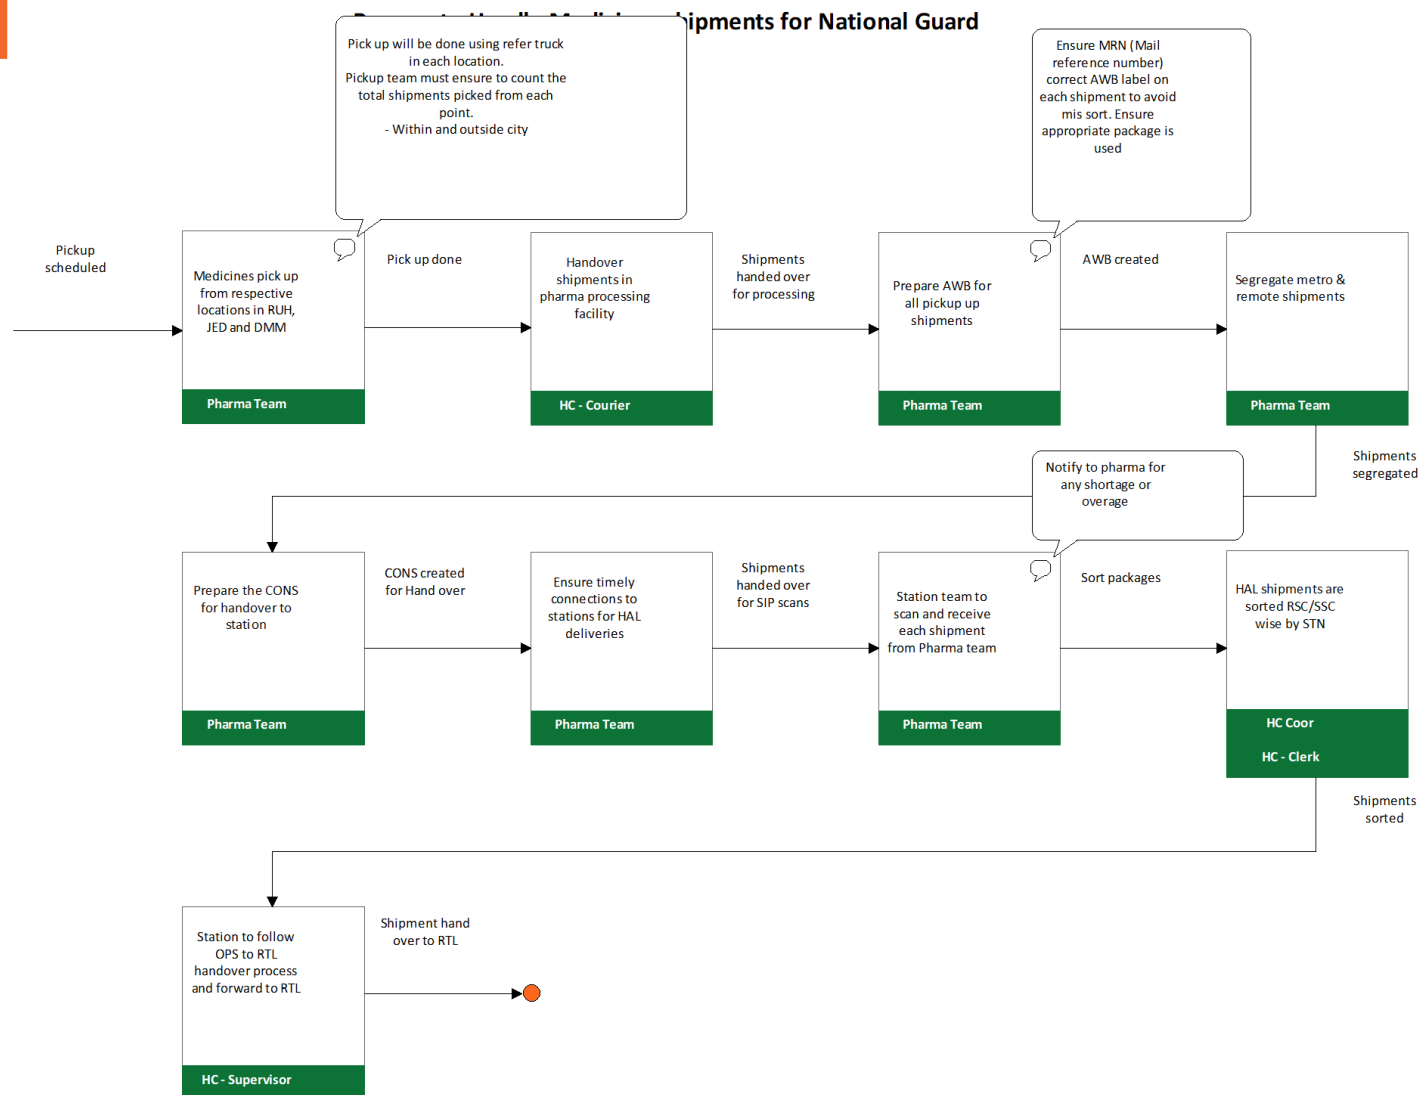 shipments for National Guard
Pick up will be done using refer truck
in each location.
Pickup team must ensure to count the
total shipments picked from each
point.
- Within and outside city
Ensure MRN (Mail
reference number)
correct AWB label on
each shipment to avoid
mis sort. Ensure
appropriate package is
used
Pickup
scheduled
Medicines pick up
from respective
locations in RUH,
JED and DMM
Pharma Team
Pick up done
Handover
shipments in
pharma processing
facility
HC - Courier
Shipments
handed over
for processing
Prepare AWB for
all pickup up
shipments
Pharma Team
AWB created
Segregate metro &
remote shipments
Pharma Team
Shipments
segregated
Notify to pharma for
any shortage or
overage
Prepare the CONS
for handover to
station
Pharma Team
CONS created
for Hand over
Ensure timely
connections to
stations for HAL
deliveries
Pharma Team
Shipments
handed over
for SIP scans
Station team to
scan and receive
each shipment
from Pharma team
Pharma Team
Sort packages
HAL shipments are
sorted RSC/SSC
wise by STN
HC Coor
HC - Clerk
Shipments
sorted
Station to follow
OPS to RTL
handover process
and forward to RTL
HC - Supervisor
Shipment hand
over to RTL